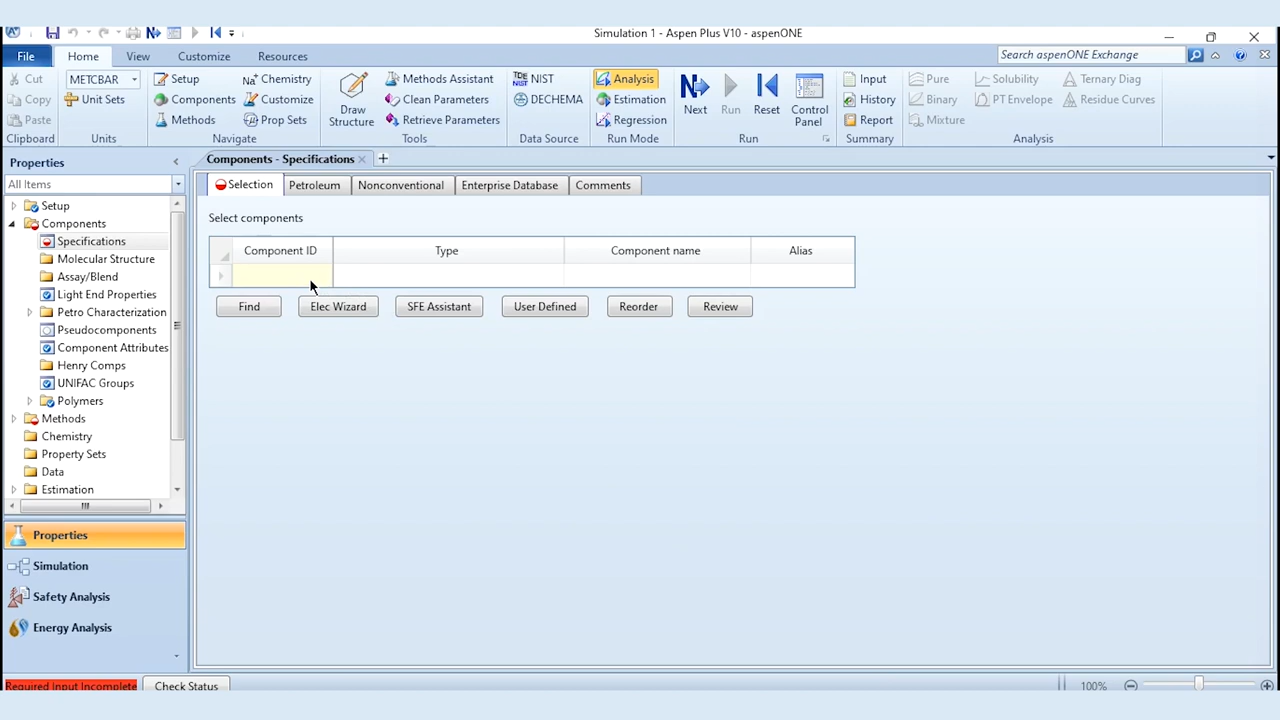 Simulation 1 - Aspen Plus V10 - aspenONE
File
Home
View
Customize
Resources
Search aspenONE Exchange
Cut
Copy
Paste
Clipboard
METCBAR
Unit Sets
Units
Setup
Components
Methods
Chemistry
Customize
Prop Sets
Navigate
Draw
Structure
Methods Assistant
Clean Parameters
Retrieve Parameters
Tools
TDE
NIST
DECHEMA
Data Source
Analysis
Estimation
Regression
Run Mode
Next
Run
Reset
Control
Panel
Run
Input
History
Report
Summary
Pure
Binary
Mixture
Solubility
PT Envelope
Ternary Diag
Residue Curves
Analysis
Properties
All Items
Setup
Components
Specifications
Molecular Structure
Assay/Blend
Light End Properties
Petro Characterization
Pseudocomponents
Component Attributes
Henry Comps
UNIFAC Groups
Polymers
Methods
Chemistry
Property Sets
Data
Estimation
Properties
Simulation
Safety Analysis
Energy Analysis
Components - Specifications
Selection
Petroleum
Nonconventional
Enterprise Database
Comments
Select components
Component ID
Type
Component name
Alias
Find
Elec Wizard
SFE Assistant
User Defined
Reorder
Review
Required Input Incomplete
Check Status
100%